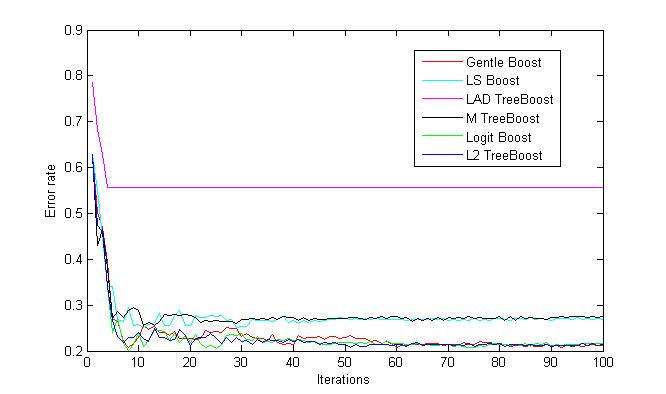 0.9
0.8
0.7
0.6
0.5
0.4
0.3
0.2
Error rate
Gentle Boost
LS Boost
LAD TreeBoost
M TreeBoost
Logit Boost
L2 TreeBoost
0 10 20 30 40 50 60 70 80 90 100
Iterations